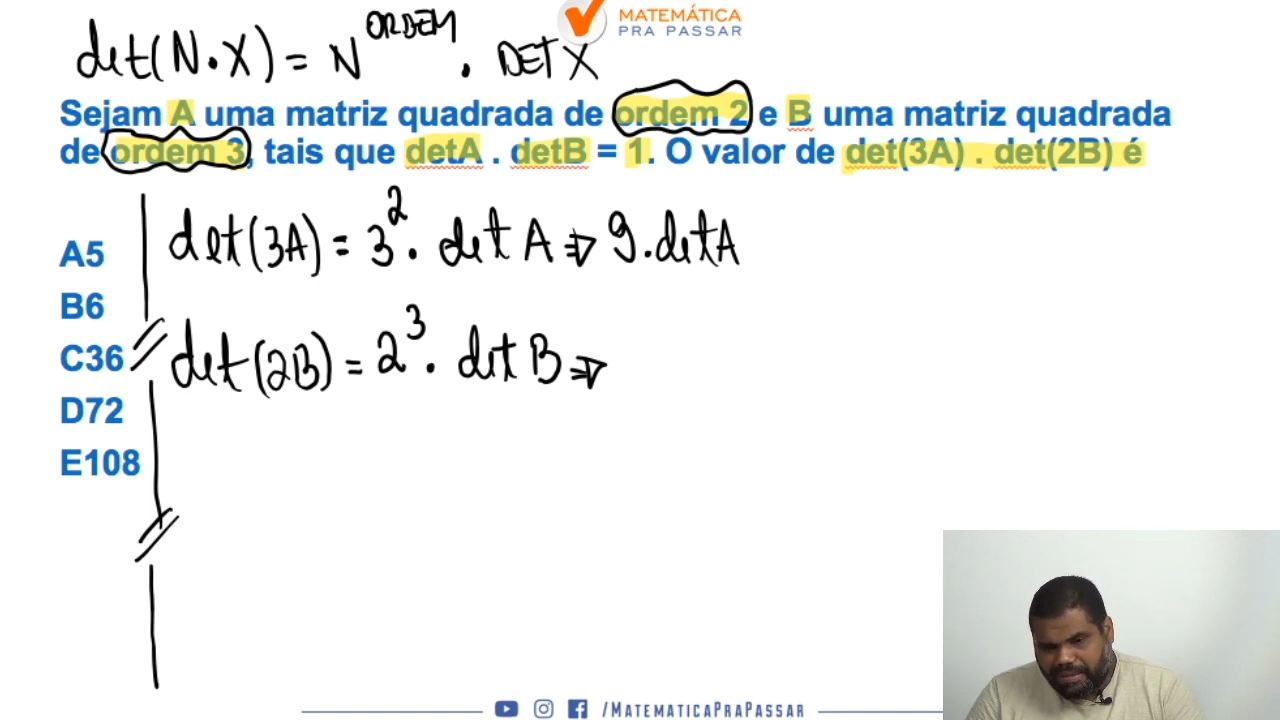 MATEMÁTICA
PRA PASSAR
det(N.X) = N^ORDEM . DET X
Sejam A uma matriz quadrada de ordem 2 e B uma matriz quadrada
de ordem 3, tais que detA . detB = 1. O valor de det(3A) . det(2B) é
det(3A) = 3^2 . det A ⇒ 9.detA
A5
B6
det(2B) = 2^3 . det B ⇒
C36
D72
E108
/MATEMATICAPRAPASSAR